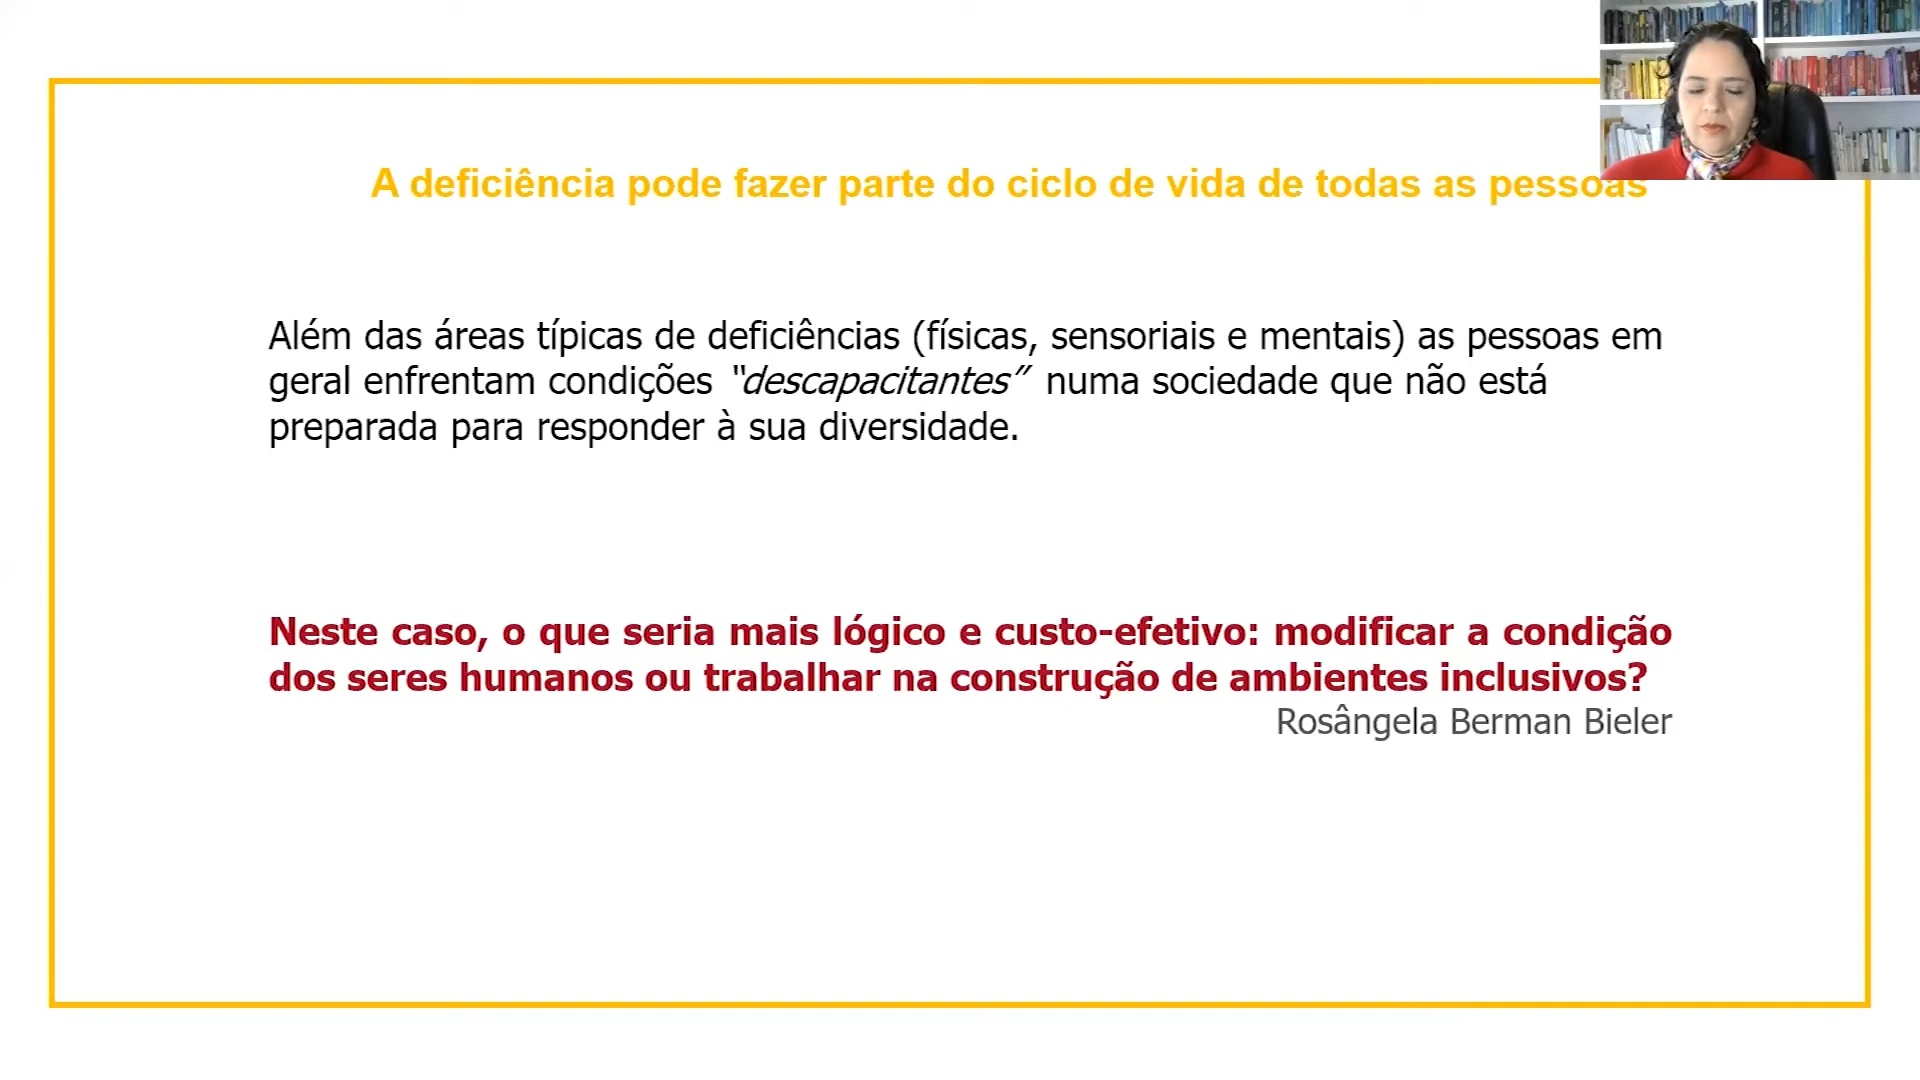 A deficiência pode fazer parte do ciclo de vida de todas as pessoas
Além das áreas típicas de deficiências (físicas, sensoriais e mentais) as pessoas em
geral enfrentam condições “descapacitantes” numa sociedade que não está
preparada para responder à sua diversidade.
Neste caso, o que seria mais lógico e custo-efetivo: modificar a condição
dos seres humanos ou trabalhar na construção de ambientes inclusivos?
Rosângela Berman Bieler